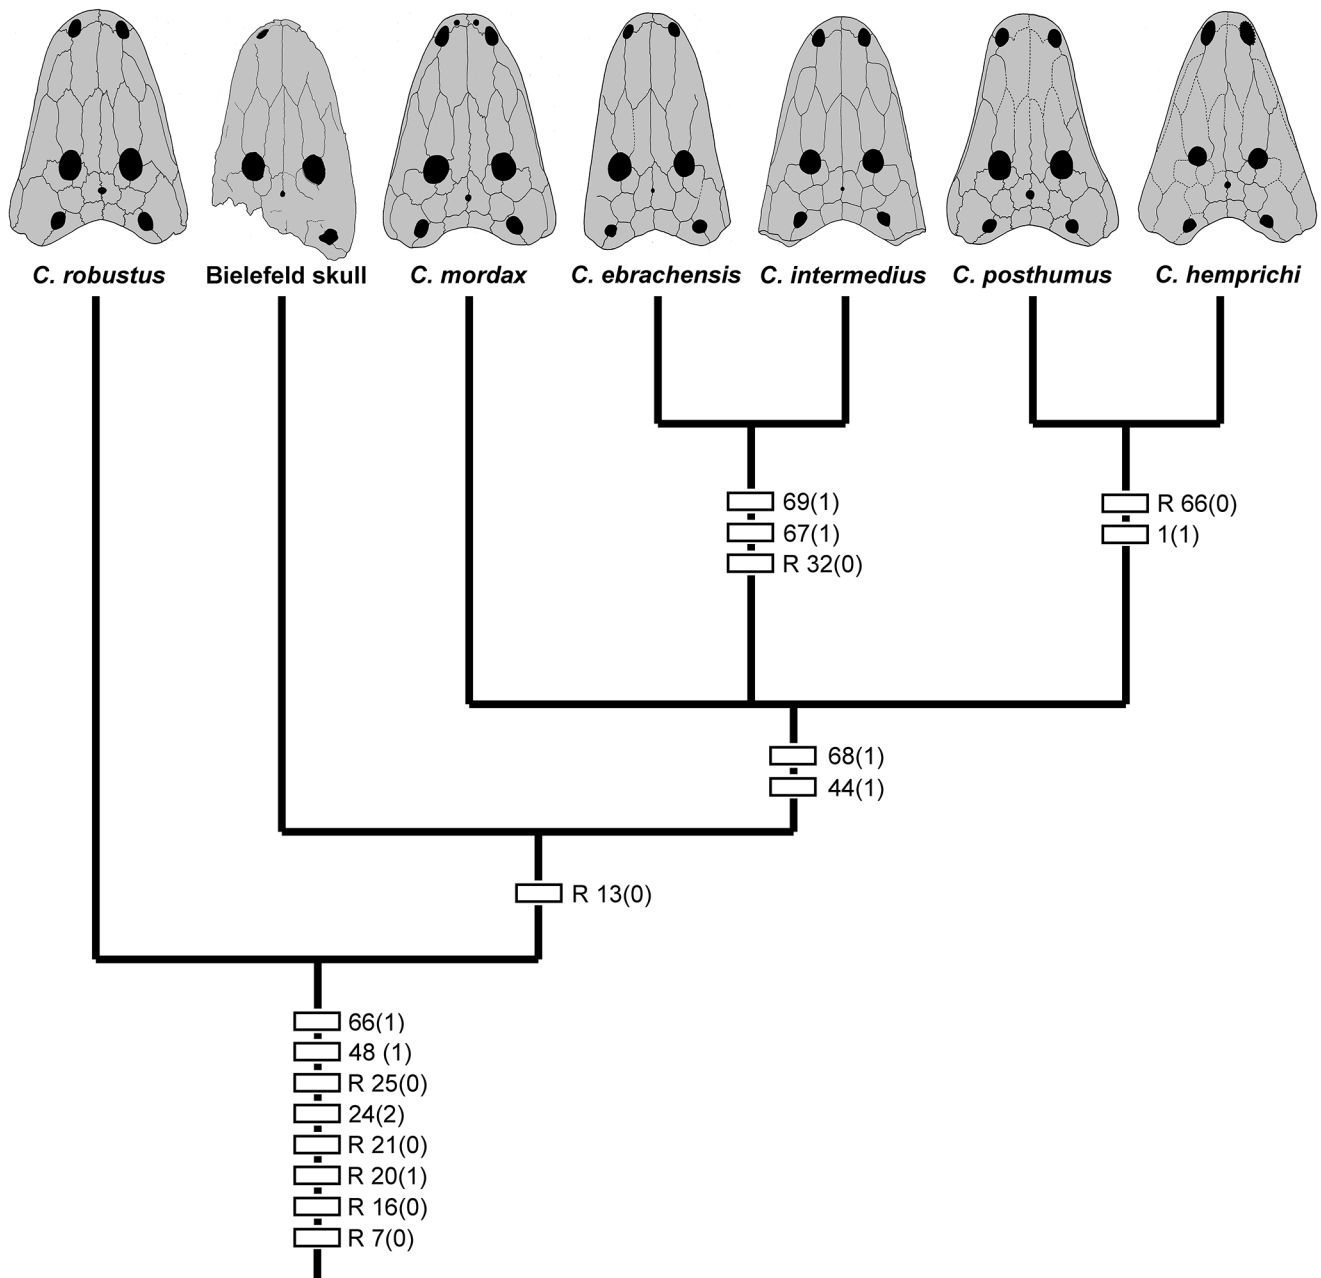 C. robustus Bielefeld skull C. mordax C. ebrachensis C. intermedius C. posthumus C. hemprichi
69(1)
R 66(0)
67(1)
1(1)
R 32(0)
68(1)
44(1)
R 13(0)
66(1)
48 (1)
R 25(0)
24(2)
R 21(0)
R 20(1)
R 16(0)
R 7(0)